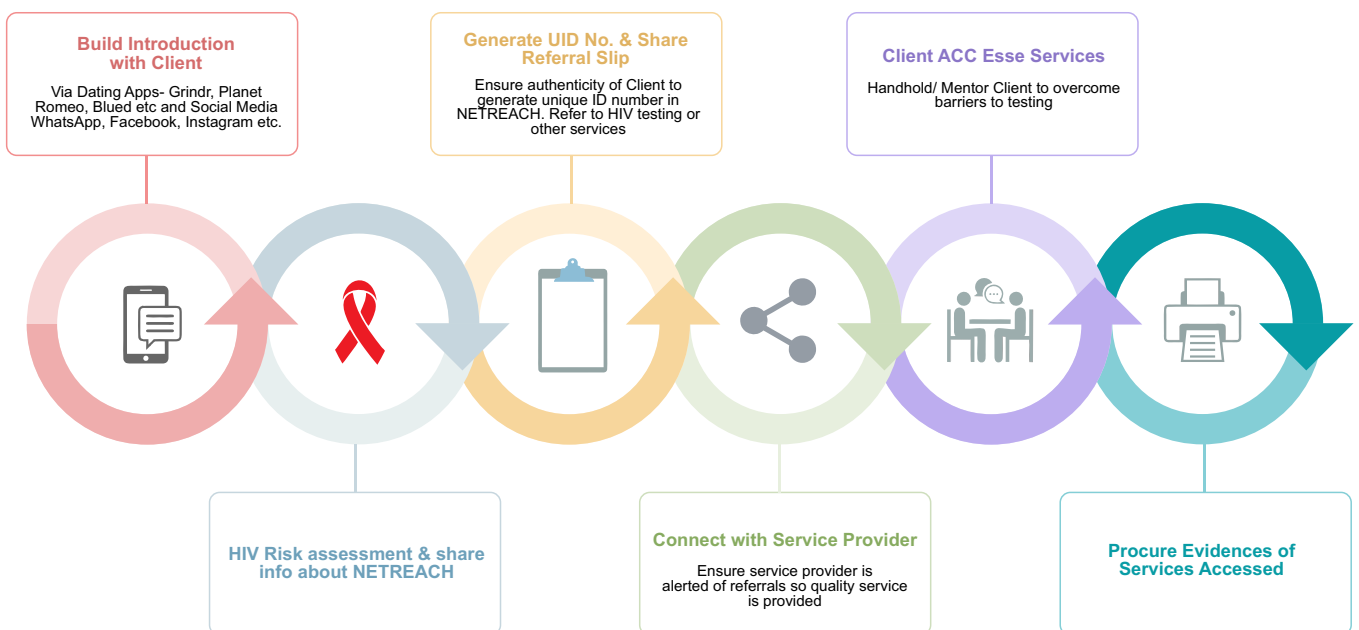 Build Introduction
with Client
Via Dating Apps- Grindr, Planet
Romeo, Blued etc and Social Media
WhatsApp, Facebook, Instagram etc.
Generate UID No. & Share
Referral Slip
Ensure authenticity of Client to
generate unique ID number in
NETREACH. Refer to HIV testing or
other services
Client ACC Esse Services
Handhold/ Mentor Client to overcome
barriers to testing
HIV Risk assessment & share
info about NETREACH
Connect with Service Provider
Ensure service provider is
alerted of referrals so quality service
is provided
Procure Evidences of
Services Accessed